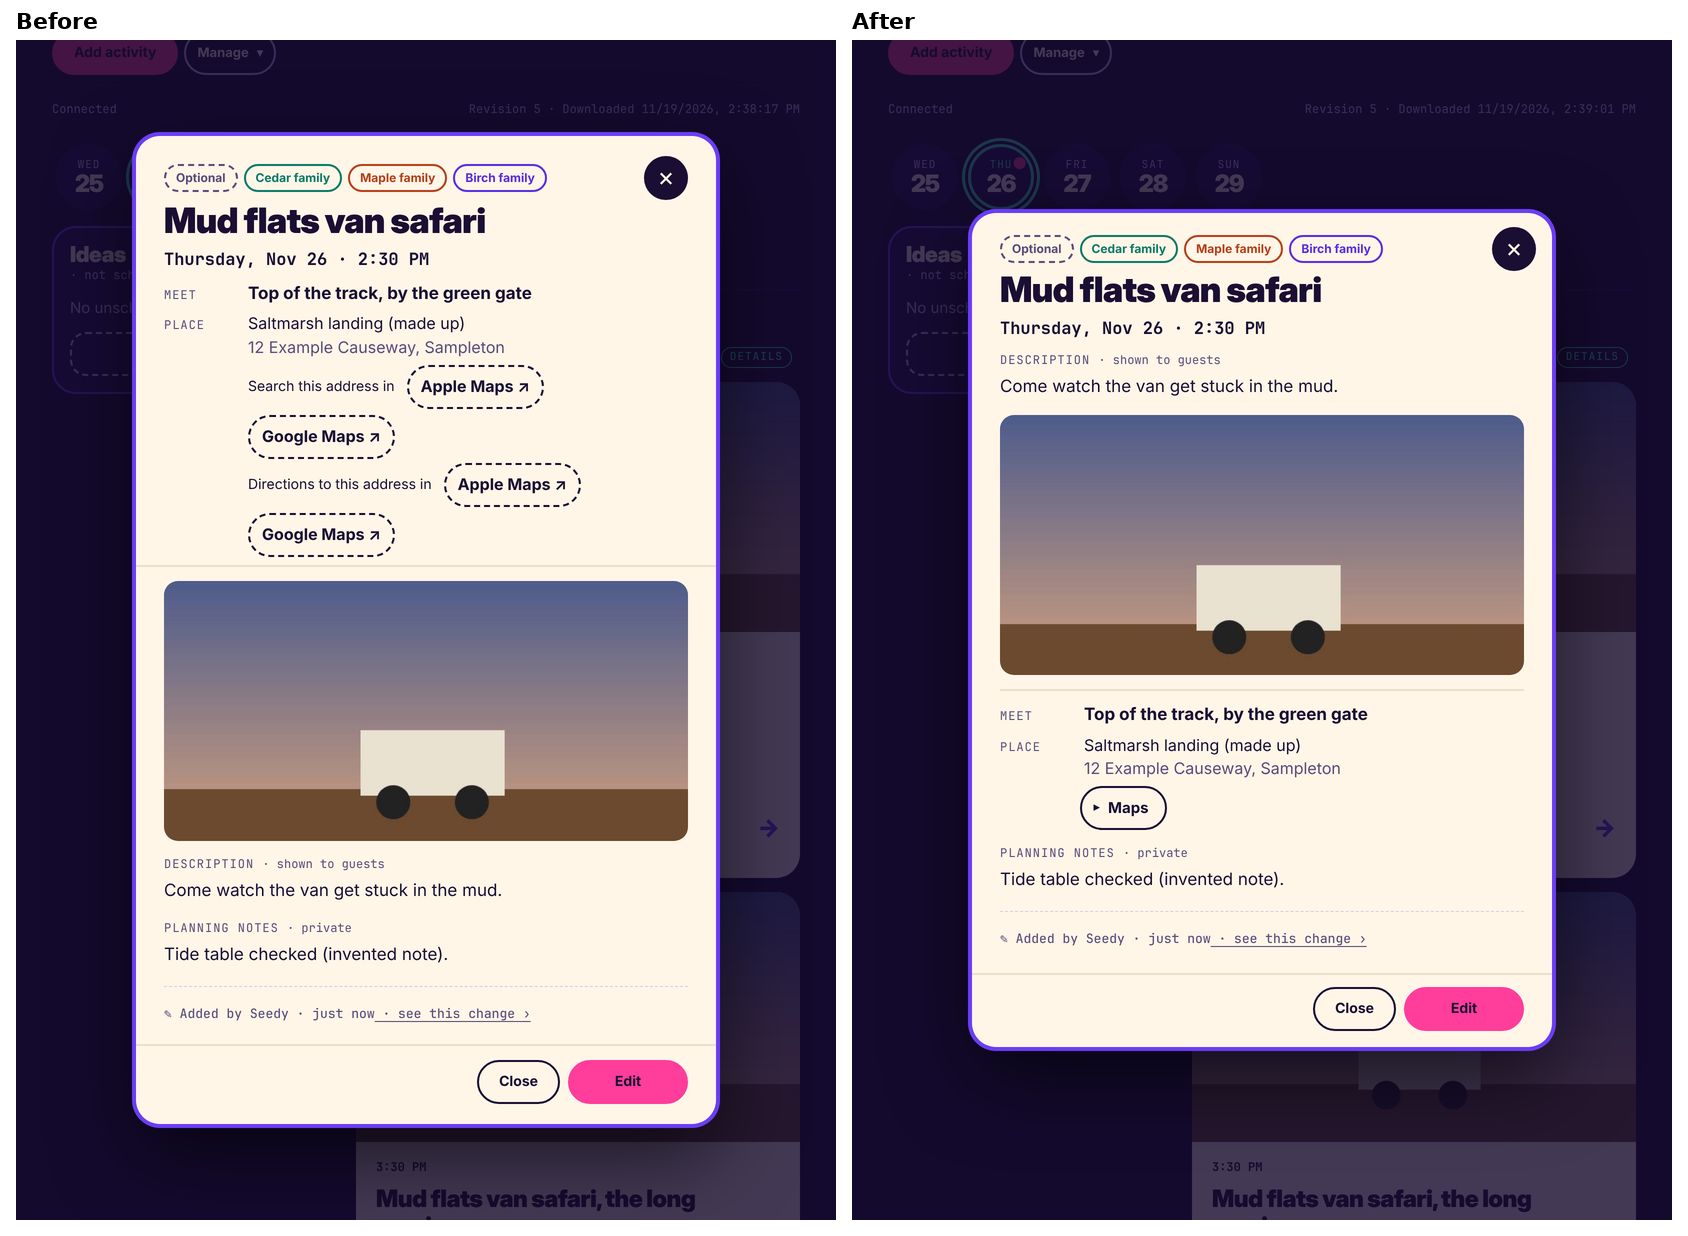 Before
Add activity
Manage ▾
Connected
Revision 5 · Downloaded 11/19/2026, 2:38:17 PM
WED
25
Ideas
· not sch
No unsch
DETAILS
Optional
Cedar family
Maple family
Birch family
✕
Mud flats van safari
Thursday, Nov 26 · 2:30 PM
MEET
Top of the track, by the green gate
PLACE
Saltmarsh landing (made up)
12 Example Causeway, Sampleton
Search this address in
Apple Maps ↗
Google Maps ↗
Directions to this address in
Apple Maps ↗
Google Maps ↗
DESCRIPTION · shown to guests
Come watch the van get stuck in the mud.
PLANNING NOTES · private
Tide table checked (invented note).
✎ Added by Seedy · just now · see this change ›
Close
Edit
→
3:30 PM
Mud flats van safari, the long
After
Add activity
Manage ▾
Connected
Revision 5 · Downloaded 11/19/2026, 2:39:01 PM
WED
25
THU
26
FRI
27
SAT
28
SUN
29
Ideas
· not sch
No unsch
DETAILS
Optional
Cedar family
Maple family
Birch family
✕
Mud flats van safari
Thursday, Nov 26 · 2:30 PM
DESCRIPTION · shown to guests
Come watch the van get stuck in the mud.
MEET
Top of the track, by the green gate
PLACE
Saltmarsh landing (made up)
12 Example Causeway, Sampleton
▸ Maps
PLANNING NOTES · private
Tide table checked (invented note).
✎ Added by Seedy · just now · see this change ›
Close
Edit
→
3:30 PM
Mud flats van safari, the long